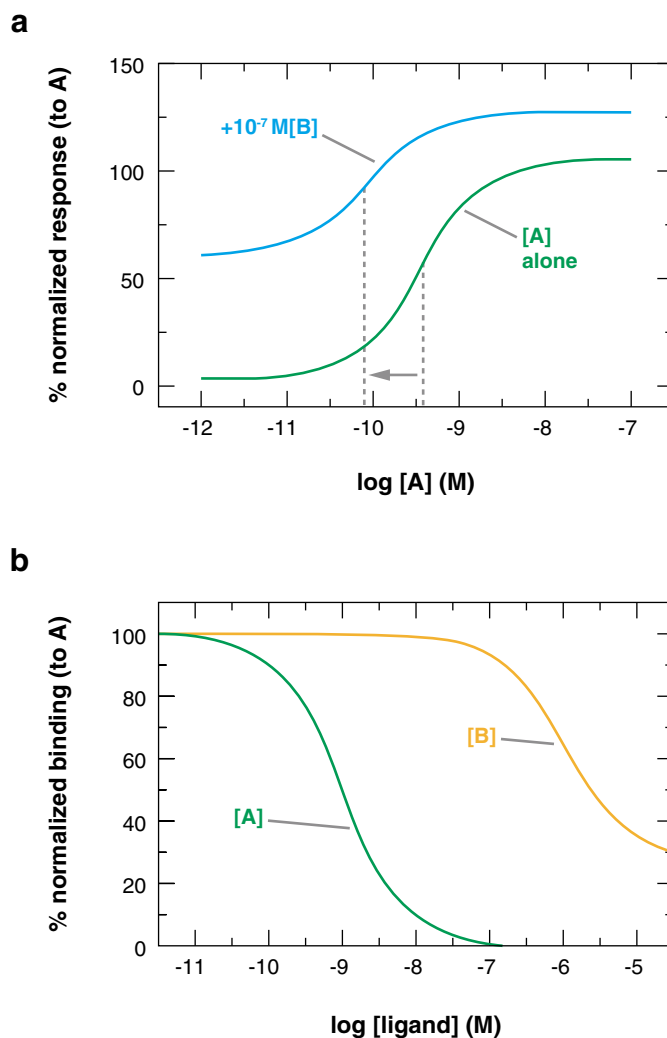 a
% normalized response (to A)
150
100
50
0
+10⁻⁷ M[B]
[A]
alone
-12 -11 -10 -9 -8 -7
log [A] (M)
b
% normalized binding (to A)
100
80
60
40
20
0
[B]
[A]
-11 -10 -9 -8 -7 -6 -5
log [ligand] (M)